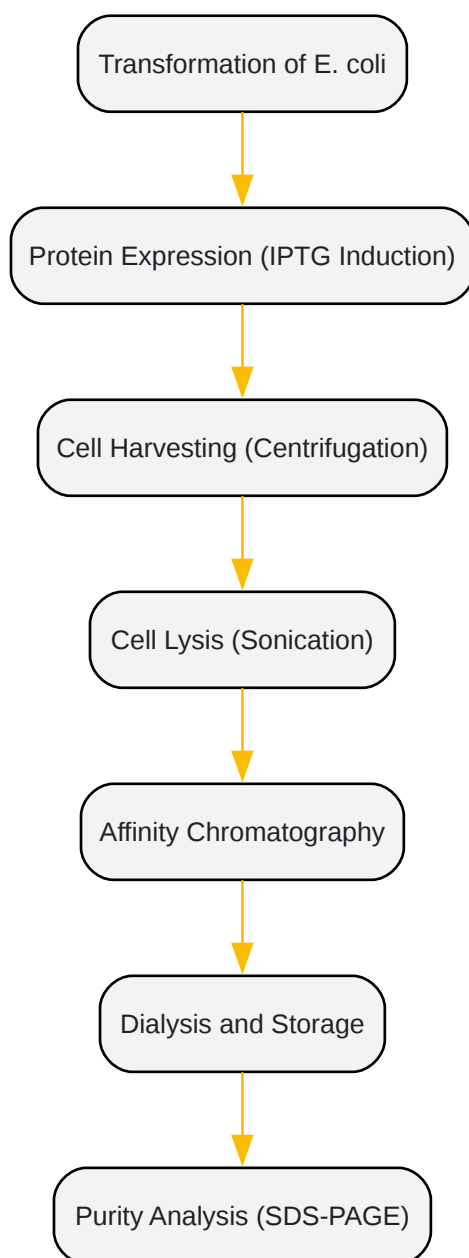 Transformation of E. coli
Protein Expression (IPTG Induction)
Cell Harvesting (Centrifugation)
Cell Lysis (Sonication)
Affinity Chromatography
Dialysis and Storage
Purity Analysis (SDS-PAGE)